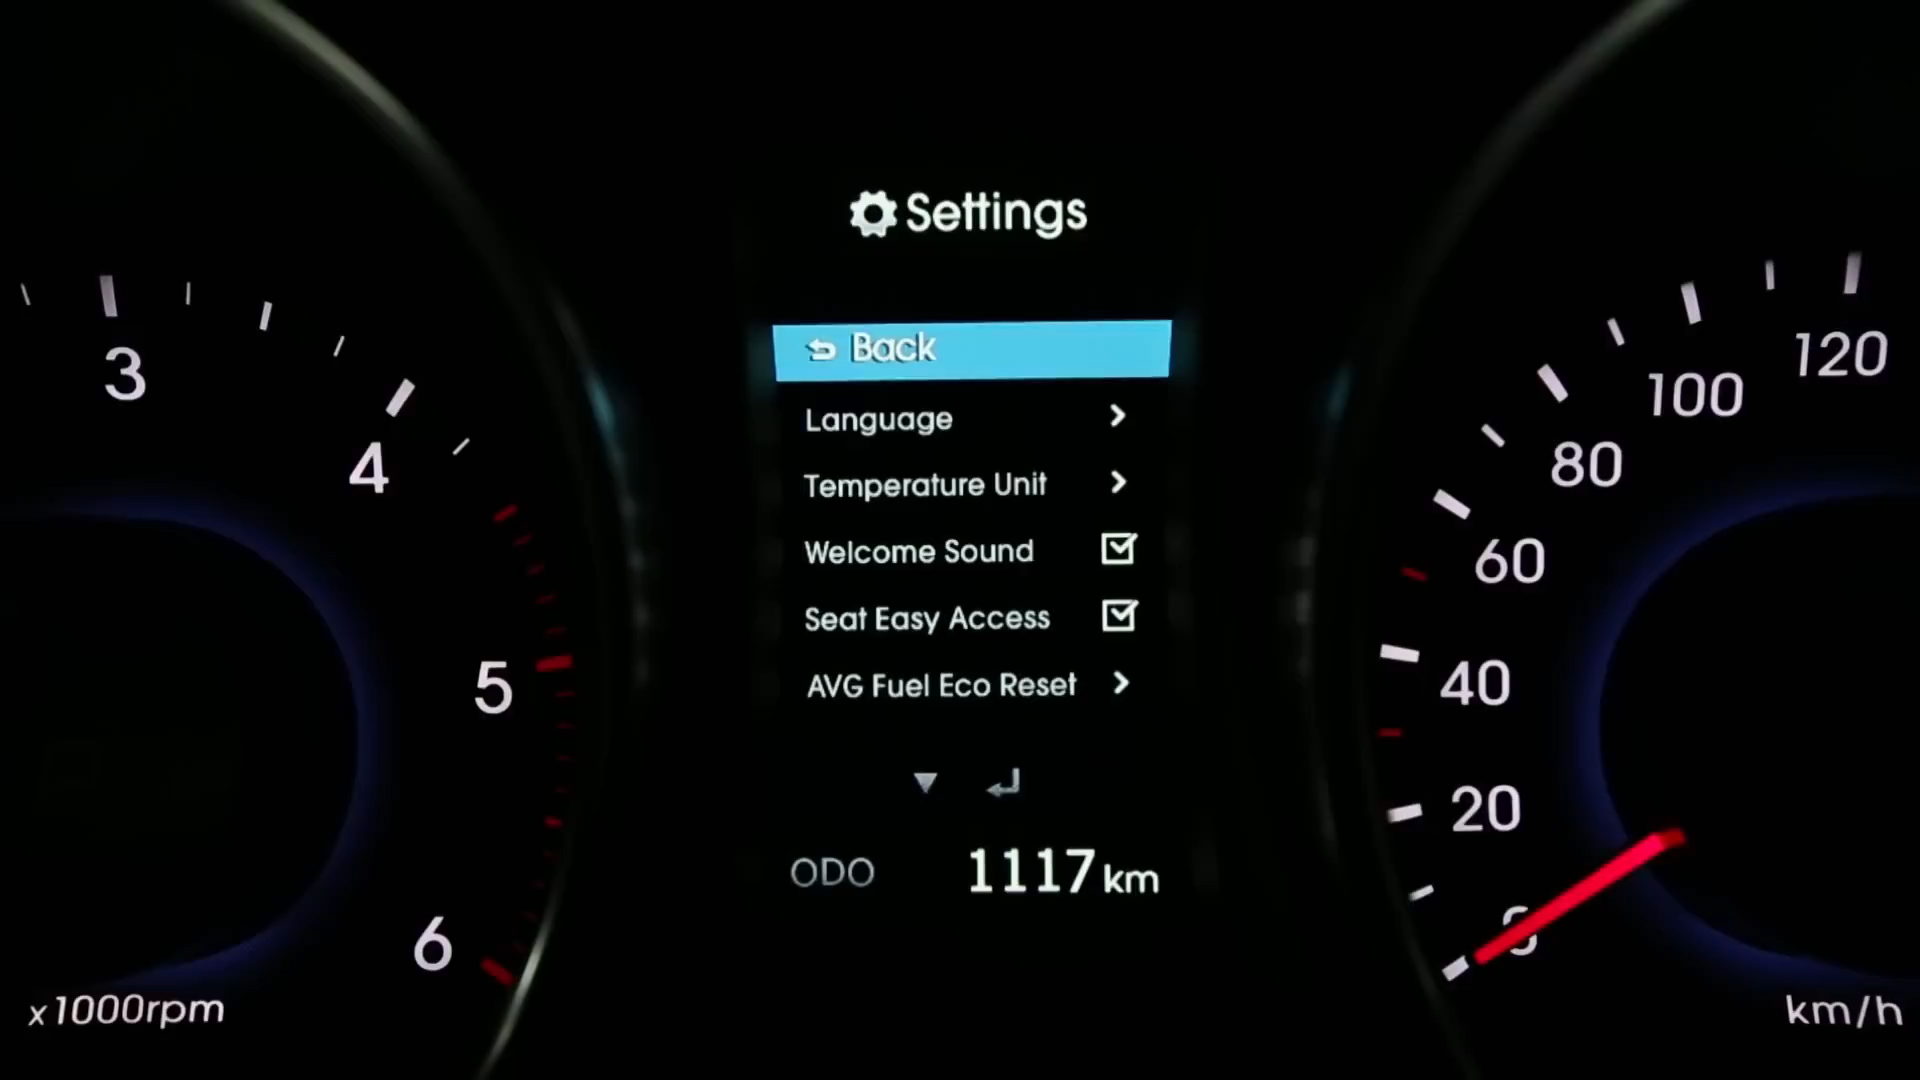 Settings
Back
Language
Temperature Unit
Welcome Sound
Seat Easy Access
AVG Fuel Eco Reset
ODO 1117 km
3
4
5
6
x1000rpm
120
100
80
60
40
20
0
km/h